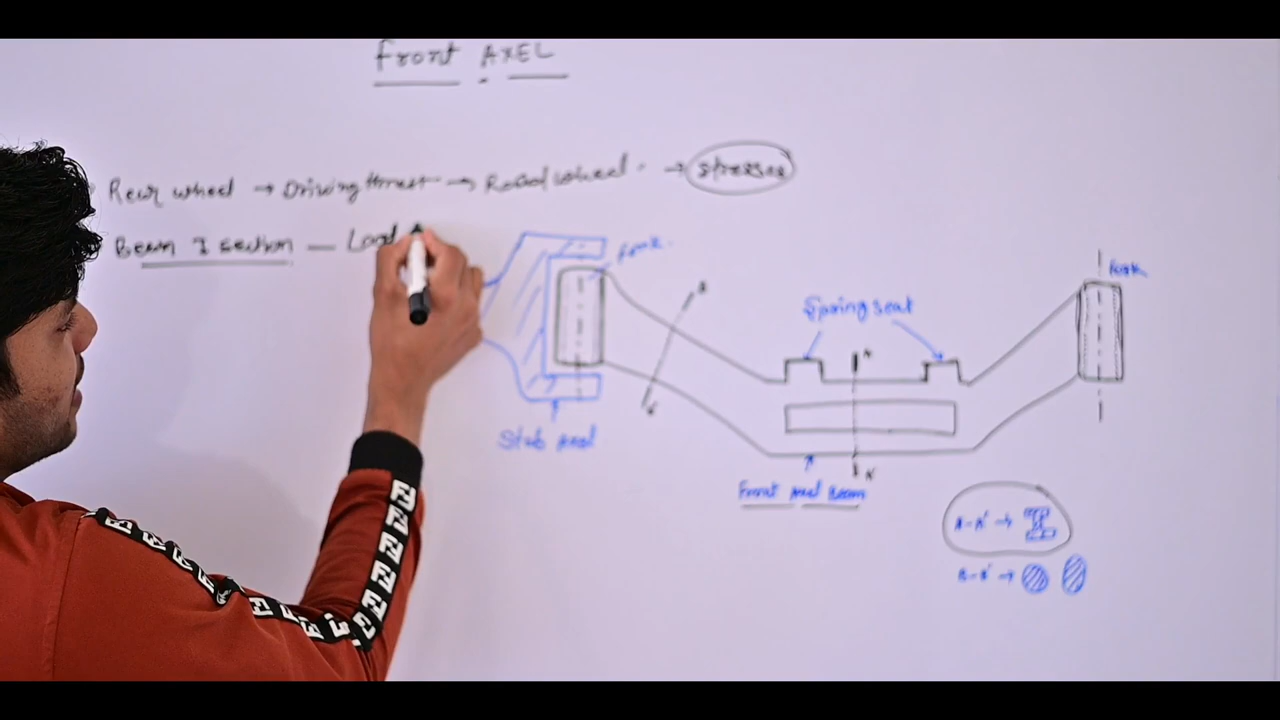 Front AXEL
Rear wheel → Driving thrust → Road wheel → stresses
Beam I section — Load
Fork
Fork
Spring seat
Stub Axel
Front Axel Beam
A-A' →
B-B' →